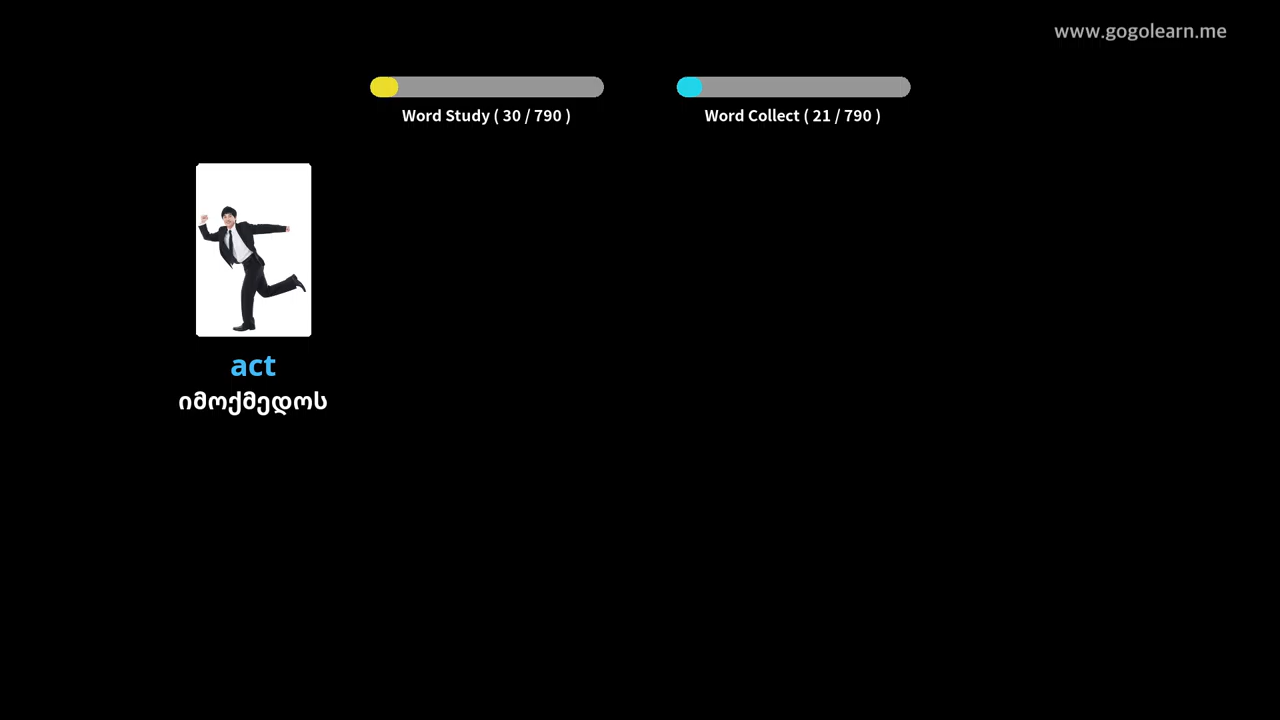 www.gogolearn.me
Word Study ( 30 / 790 )
Word Collect ( 21 / 790 )
act
იმოქმედოს